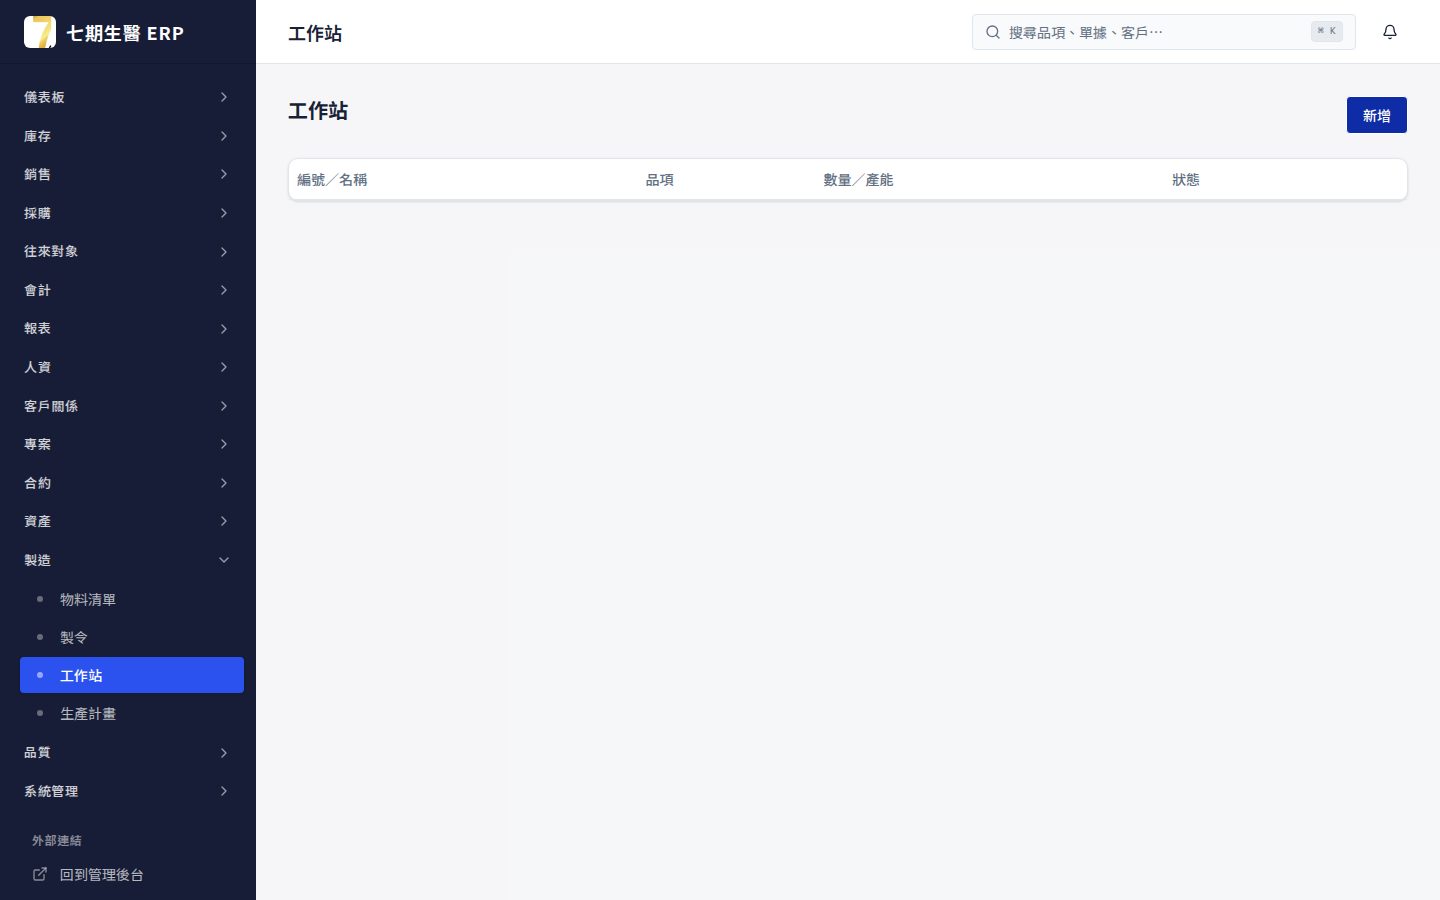 7 七期生醫 ERP
工作站
搜尋品項、單據、客戶…
⌘ K
儀表板
庫存
銷售
採購
往來對象
會計
報表
人資
客戶關係
專案
合約
資產
製造
物料清單
製令
工作站
生產計畫
品質
系統管理
外部連結
回到管理後台
工作站
新增
編號／名稱 品項 數量／產能 狀態